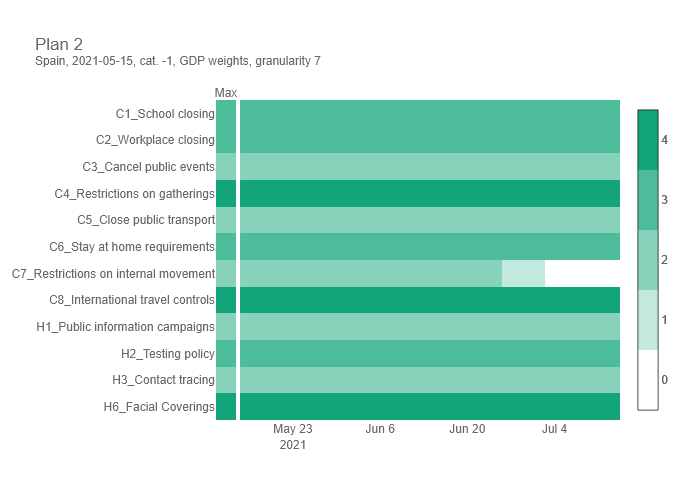 Plan 2
Spain, 2021-05-15, cat. -1, GDP weights, granularity 7
Max
C1_School closing
C2_Workplace closing
C3_Cancel public events
C4_Restrictions on gatherings
C5_Close public transport
C6_Stay at home requirements
C7_Restrictions on internal movement
C8_International travel controls
H1_Public information campaigns
H2_Testing policy
H3_Contact tracing
H6_Facial Coverings
May 23 Jun 6 Jun 20 Jul 4
2021
4
3
2
1
0